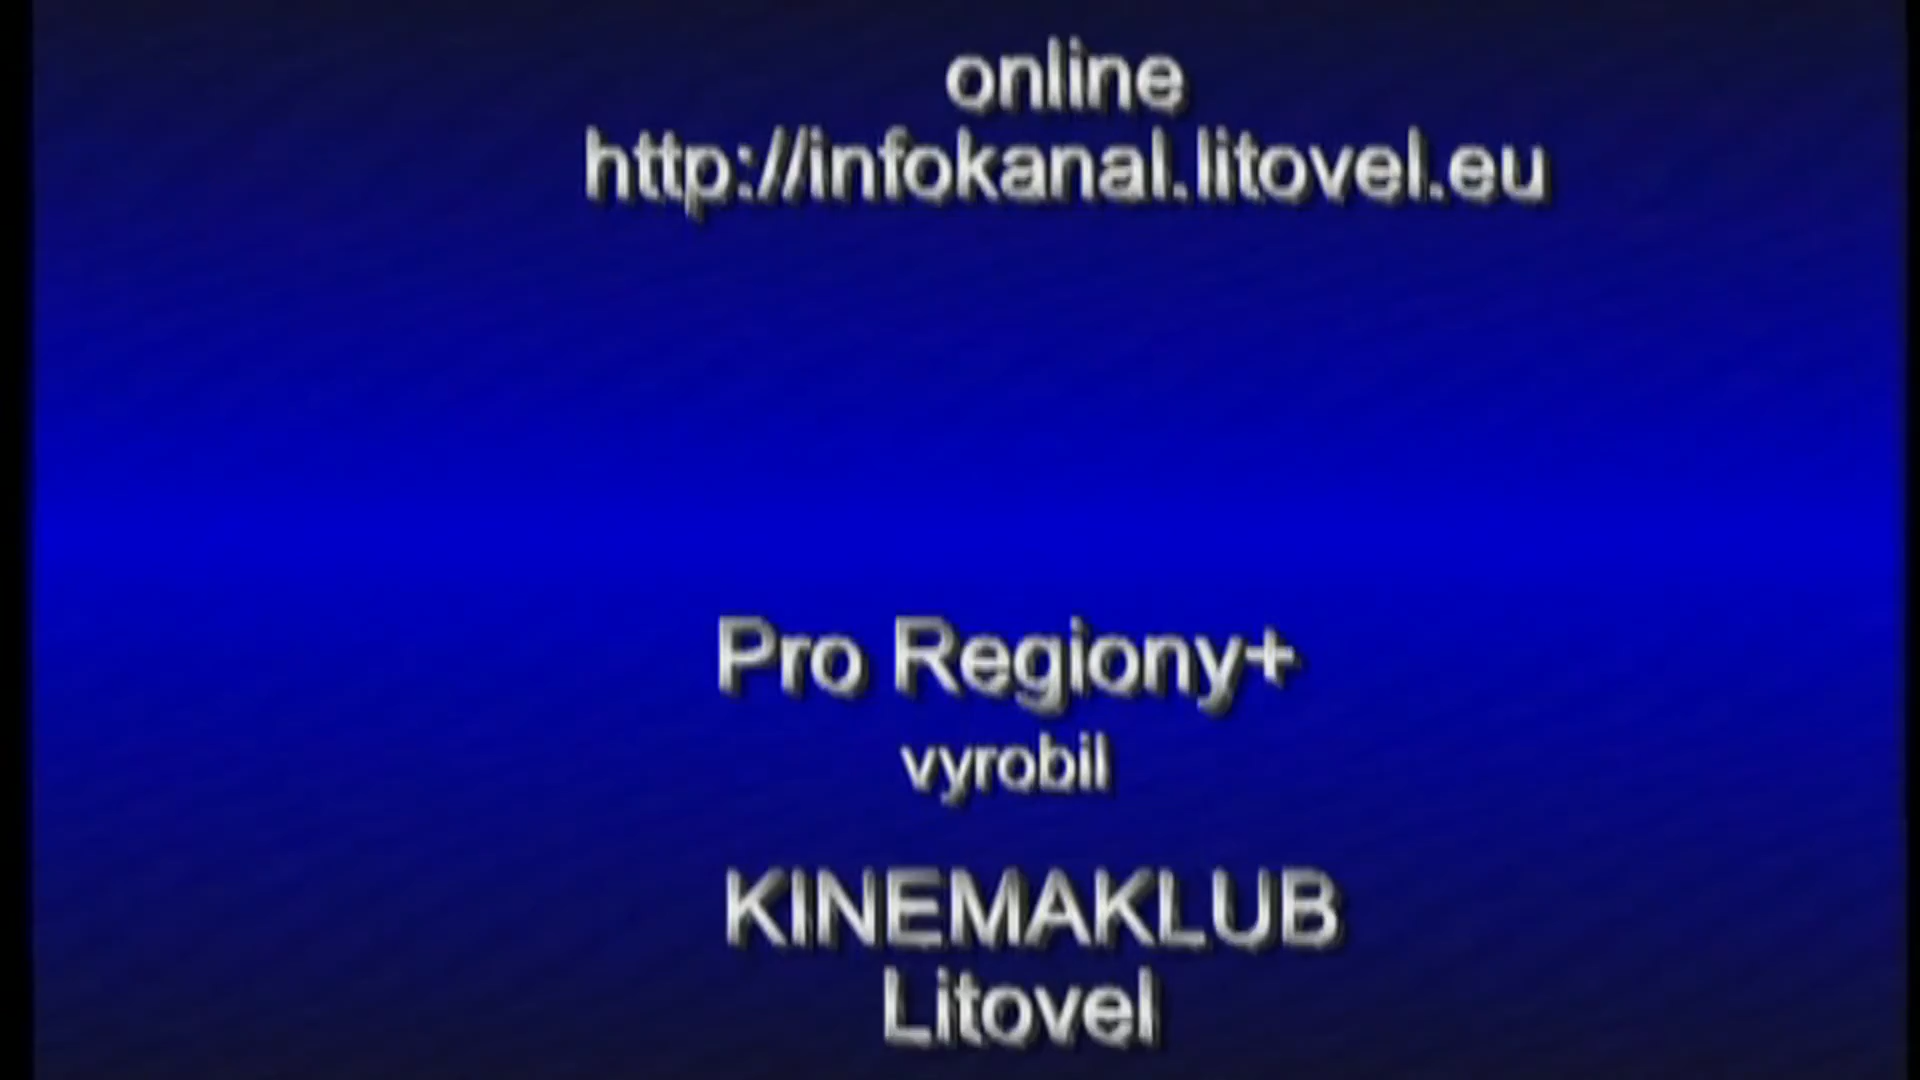 online
http://infokanal.litovel.eu
Pro Regiony+
vyrobil
KINEMAKLUB
Litovel